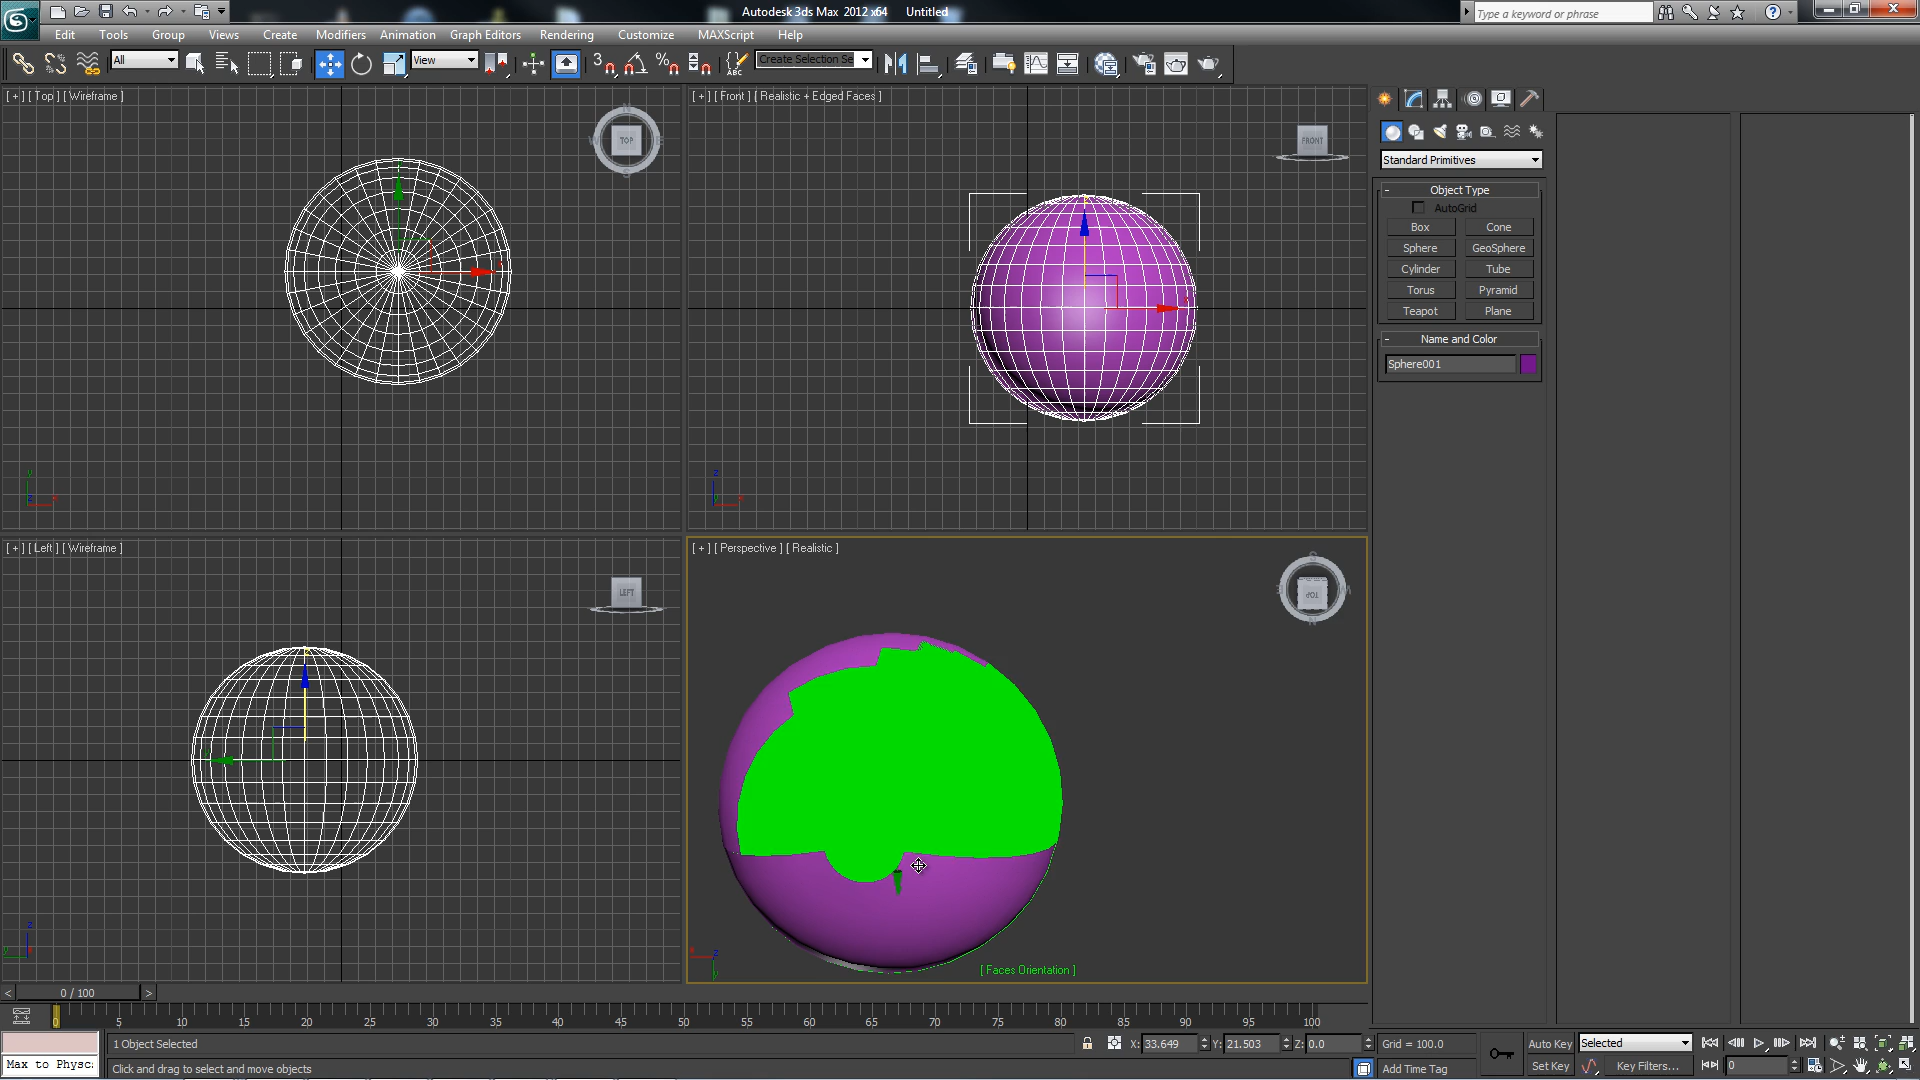 Autodesk 3ds Max 2012 x64 Untitled
Type a keyword or phrase
Edit Tools Group Views Create Modifiers Animation Graph Editors Rendering Customize MAXScript Help
All
View
3
%
ABC
Create Selection Se
[ + ] [ Top ] [ Wireframe ]
TOP
[ + ] [ Front ] [ Realistic + Edged Faces ]
FRONT
Standard Primitives
- Object Type
AutoGrid
Box Cone
Sphere GeoSphere
Cylinder Tube
Torus Pyramid
Teapot Plane
- Name and Color
Sphere001
[ + ] [ Left ] [ Wireframe ]
LEFT
[ + ] [ Perspective ] [ Realistic ]
TOP
[ Faces Orientation ]
< 0 / 100 >
0 5 10 15 20 25 30 35 40 45 50 55 60 65 70 75 80 85 90 95 100
1 Object Selected
X: 33.649 Y: 21.503 Z: 0.0
Grid = 100.0
Auto Key
Selected
Max to Physc:
Click and drag to select and move objects
Add Time Tag
Set Key
Key Filters...
0